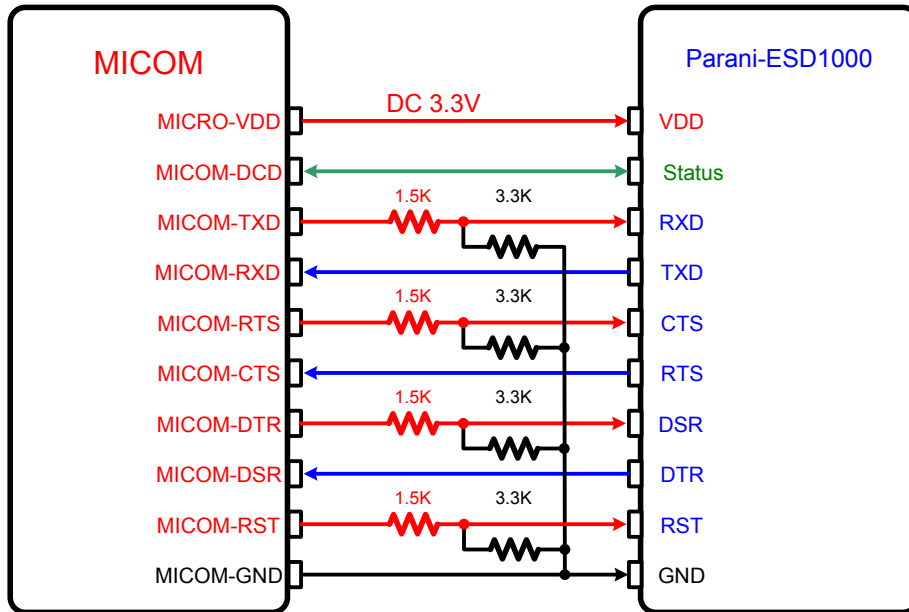 MICOM
Parani-ESD1000
DC 3.3V
MICRO-VDD
VDD
MICOM-DCD
Status
1.5K
3.3K
MICOM-TXD
RXD
MICOM-RXD
TXD
1.5K
3.3K
MICOM-RTS
CTS
MICOM-CTS
RTS
1.5K
3.3K
MICOM-DTR
DSR
MICOM-DSR
DTR
1.5K
3.3K
MICOM-RST
RST
MICOM-GND
GND